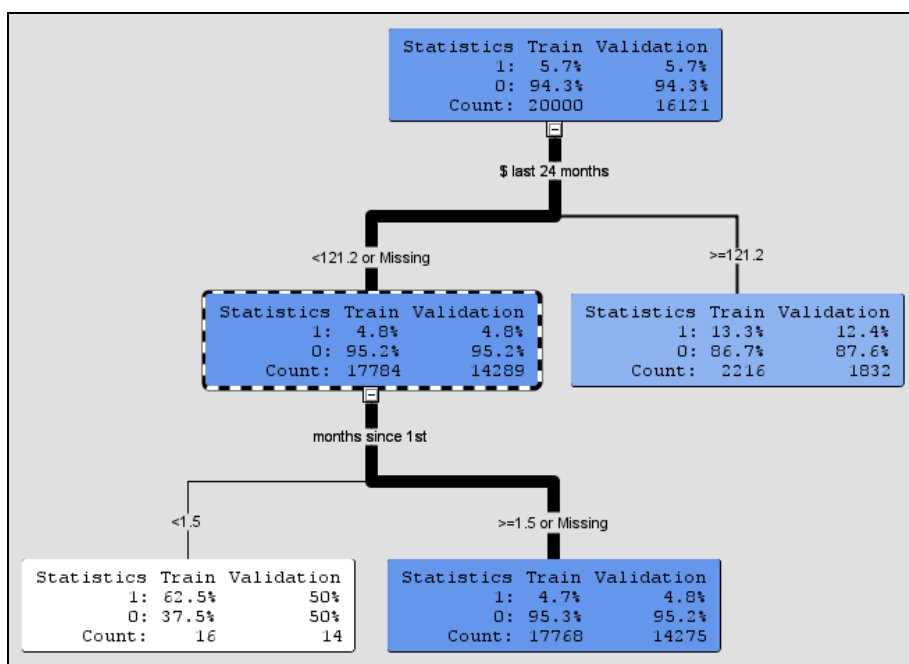 Statistics Train Validation
1: 5.7% 5.7%
0: 94.3% 94.3%
Count: 20000 16121
$ last 24 months
<121.2 or Missing
>=121.2
Statistics Train Validation
1: 4.8% 4.8%
0: 95.2% 95.2%
Count: 17784 14289
Statistics Train Validation
1: 13.3% 12.4%
0: 86.7% 87.6%
Count: 2216 1832
months since 1st
<1.5
>=1.5 or Missing
Statistics Train Validation
1: 62.5% 50%
0: 37.5% 50%
Count: 16 14
Statistics Train Validation
1: 4.7% 4.8%
0: 95.3% 95.2%
Count: 17768 14275